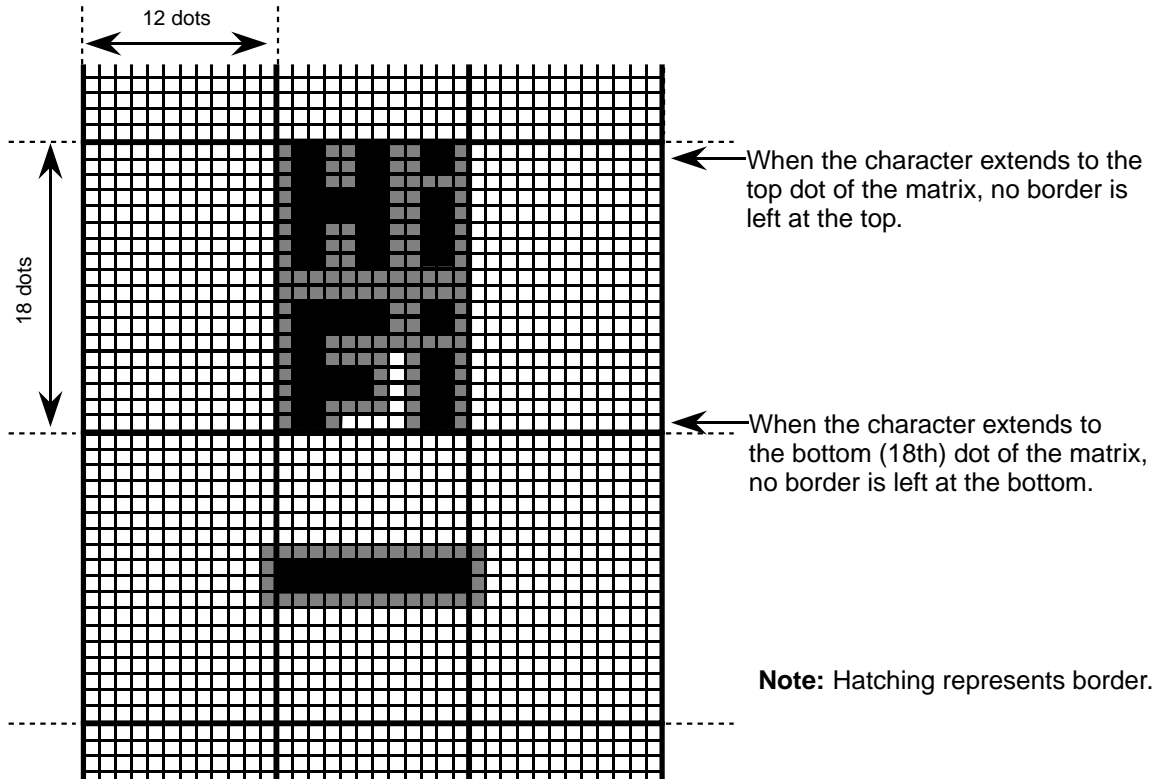 12 dots
18 dots
Hi
Fi
When the character extends to the
top dot of the matrix, no border is
left at the top.
When the character extends to
the bottom (18th) dot of the matrix,
no border is left at the bottom.
Note: Hatching represents border.